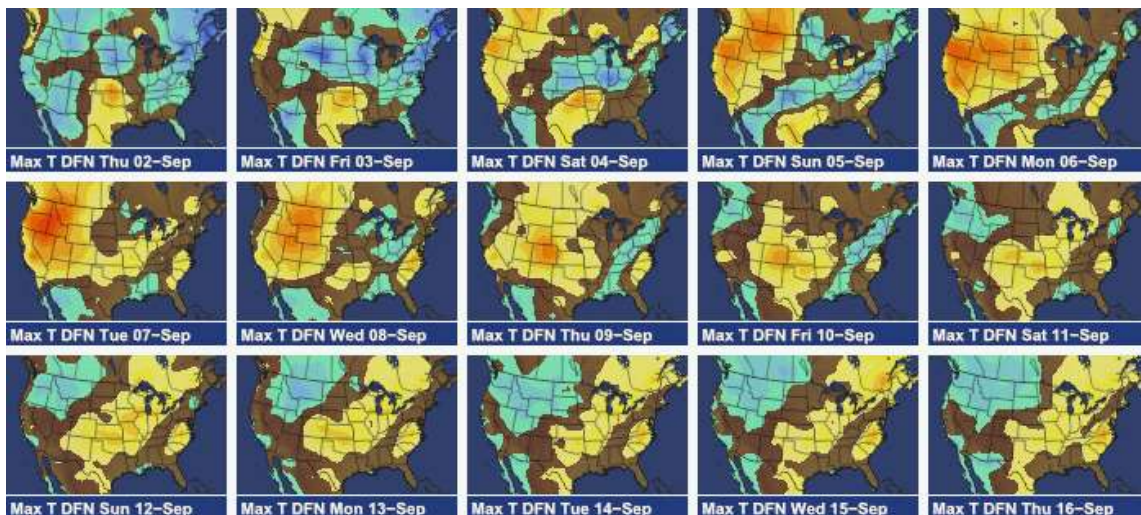 Max T DFN Thu 02-Sep
Max T DFN Fri 03-Sep
Max T DFN Sat 04-Sep
Max T DFN Sun 05-Sep
Max T DFN Mon 06-Sep
Max T DFN Tue 07-Sep
Max T DFN Wed 08-Sep
Max T DFN Thu 09-Sep
Max T DFN Fri 10-Sep
Max T DFN Sat 11-Sep
Max T DFN Sun 12-Sep
Max T DFN Mon 13-Sep
Max T DFN Tue 14-Sep
Max T DFN Wed 15-Sep
Max T DFN Thu 16-Sep